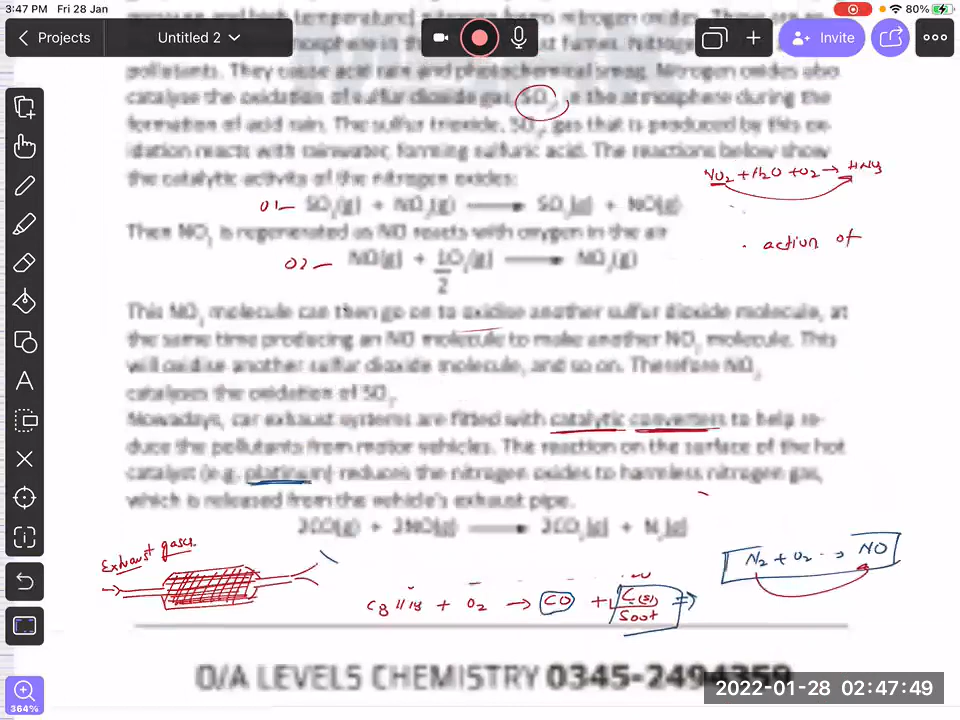 3:47 PM Fri 28 Jan
80%
Projects
Untitled 2
Invite
pollutants. They cause acid rain and photochemical smog. Nitrogen oxides also
catalyse the oxidation of sulfur dioxide gas, SO₂, in the atmosphere during the
formation of acid rain. The sulfur trioxide, SO₃, gas that is produced by this ox-
idation reacts with rainwater, forming sulfuric acid. The reactions below show
the catalytic activity of the nitrogen oxides:
NO₂ + H₂O + O₂ → HNO₃
01– SO₂(g) + NO₂(g) → SO₃(g) + NO(g)
Then NO₂ is regenerated as NO reacts with oxygen in the air
action of
02– NO(g) + 1/2 O₂(g) → NO₂(g)
This NO₂ molecule can then go on to oxidise another sulfur dioxide molecule, at
the same time producing an NO molecule to make another NO₂ molecule. This
will oxidise another sulfur dioxide molecule, and so on. Therefore NO₂
catalyses the oxidation of SO₂
Nowadays, car exhaust systems are fitted with catalytic converters to help re-
duce the pollutants from motor vehicles. The reaction on the surface of the hot
catalyst (e.g. platinum) reduces the nitrogen oxides to harmless nitrogen gas,
which is released from the vehicle's exhaust pipe.
2CO(g) + 2NO(g) → 2CO₂(g) + N₂(g)
Exhaust gases
N₂ + O₂ → NO
C₈H₁₈ + O₂ → CO + C(s) ⇒
Soot
O/A LEVELS CHEMISTRY 0345-2494359
2022-01-28 02:47:49
364%